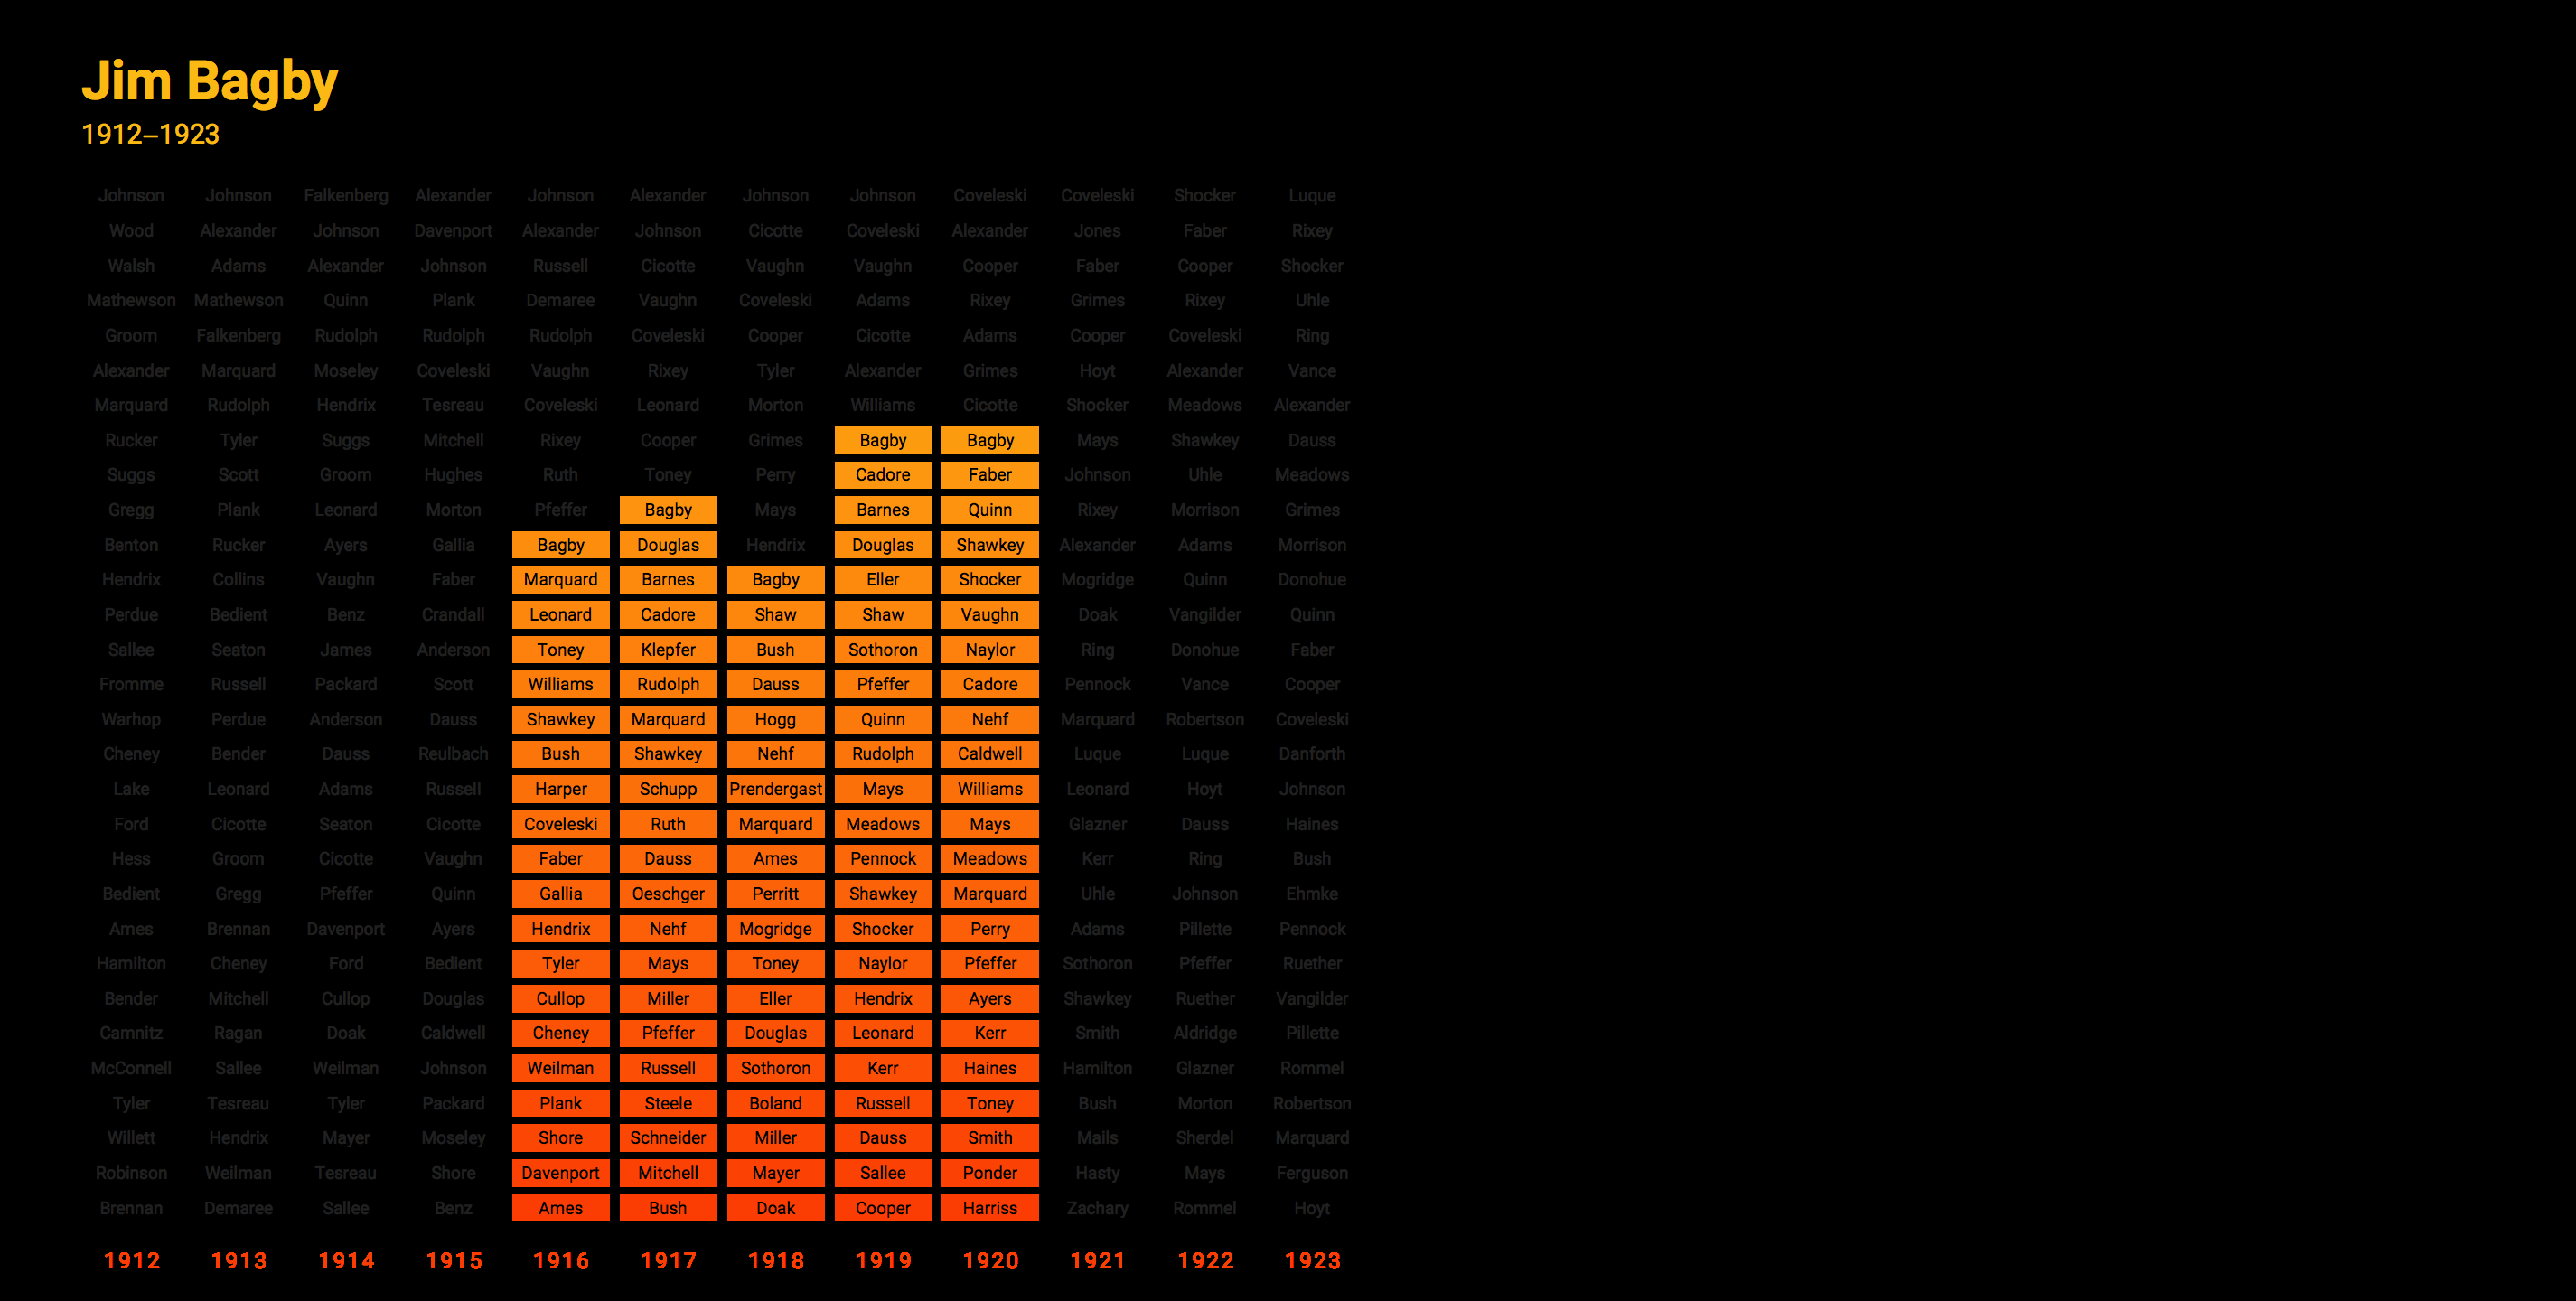 Jim Bagby
1912–1923
Johnson Johnson Falkenberg Alexander Johnson Alexander Johnson Johnson Coveleski Coveleski Shocker Luque
Wood Alexander Johnson Davenport Alexander Johnson Cicotte Coveleski Alexander Jones Faber Rixey
Walsh Adams Alexander Johnson Russell Cicotte Vaughn Vaughn Cooper Faber Cooper Shocker
Mathewson Mathewson Quinn Plank Demaree Vaughn Coveleski Adams Rixey Grimes Rixey Uhle
Groom Falkenberg Rudolph Rudolph Rudolph Coveleski Cooper Cicotte Adams Cooper Coveleski Ring
Alexander Marquard Moseley Coveleski Vaughn Rixey Tyler Alexander Grimes Hoyt Alexander Vance
Marquard Rudolph Hendrix Tesreau Coveleski Leonard Morton Williams Cicotte Shocker Meadows Alexander
Rucker Tyler Suggs Mitchell Rixey Cooper Grimes Bagby Bagby Mays Shawkey Dauss
Suggs Scott Groom Hughes Ruth Toney Perry Cadore Faber Johnson Uhle Meadows
Gregg Plank Leonard Morton Pfeffer Bagby Mays Barnes Quinn Rixey Morrison Grimes
Benton Rucker Ayers Gallia Bagby Douglas Hendrix Douglas Shawkey Alexander Adams Morrison
Hendrix Collins Vaughn Faber Marquard Barnes Bagby Eller Shocker Mogridge Quinn Donohue
Perdue Bedient Benz Crandall Leonard Cadore Shaw Shaw Vaughn Doak Vangilder Quinn
Sallee Seaton James Anderson Toney Klepfer Bush Sothoron Naylor Ring Donohue Faber
Fromme Russell Packard Scott Williams Rudolph Dauss Pfeffer Cadore Pennock Vance Cooper
Warhop Perdue Anderson Dauss Shawkey Marquard Hogg Quinn Nehf Marquard Robertson Coveleski
Cheney Bender Dauss Reulbach Bush Shawkey Nehf Rudolph Caldwell Luque Luque Danforth
Lake Leonard Adams Russell Harper Schupp Prendergast Mays Williams Leonard Hoyt Johnson
Ford Cicotte Seaton Cicotte Coveleski Ruth Marquard Meadows Mays Glazner Dauss Haines
Hess Groom Cicotte Vaughn Faber Dauss Ames Pennock Meadows Kerr Ring Bush
Bedient Gregg Pfeffer Quinn Gallia Oeschger Perritt Shawkey Marquard Uhle Johnson Ehmke
Ames Brennan Davenport Ayers Hendrix Nehf Mogridge Shocker Perry Adams Pillette Pennock
Hamilton Cheney Ford Bedient Tyler Mays Toney Naylor Pfeffer Sothoron Pfeffer Ruether
Bender Mitchell Cullop Douglas Cullop Miller Eller Hendrix Ayers Shawkey Ruether Vangilder
Camnitz Ragan Doak Caldwell Cheney Pfeffer Douglas Leonard Kerr Smith Aldridge Pillette
McConnell Sallee Weilman Johnson Weilman Russell Sothoron Kerr Haines Hamilton Glazner Rommel
Tyler Tesreau Tyler Packard Plank Steele Boland Russell Toney Bush Morton Robertson
Willett Hendrix Mayer Moseley Shore Schneider Miller Dauss Smith Mails Sherdel Marquard
Robinson Weilman Tesreau Shore Davenport Mitchell Mayer Sallee Ponder Hasty Mays Ferguson
Brennan Demaree Sallee Benz Ames Bush Doak Cooper Harriss Zachary Rommel Hoyt
1912 1913 1914 1915 1916 1917 1918 1919 1920 1921 1922 1923